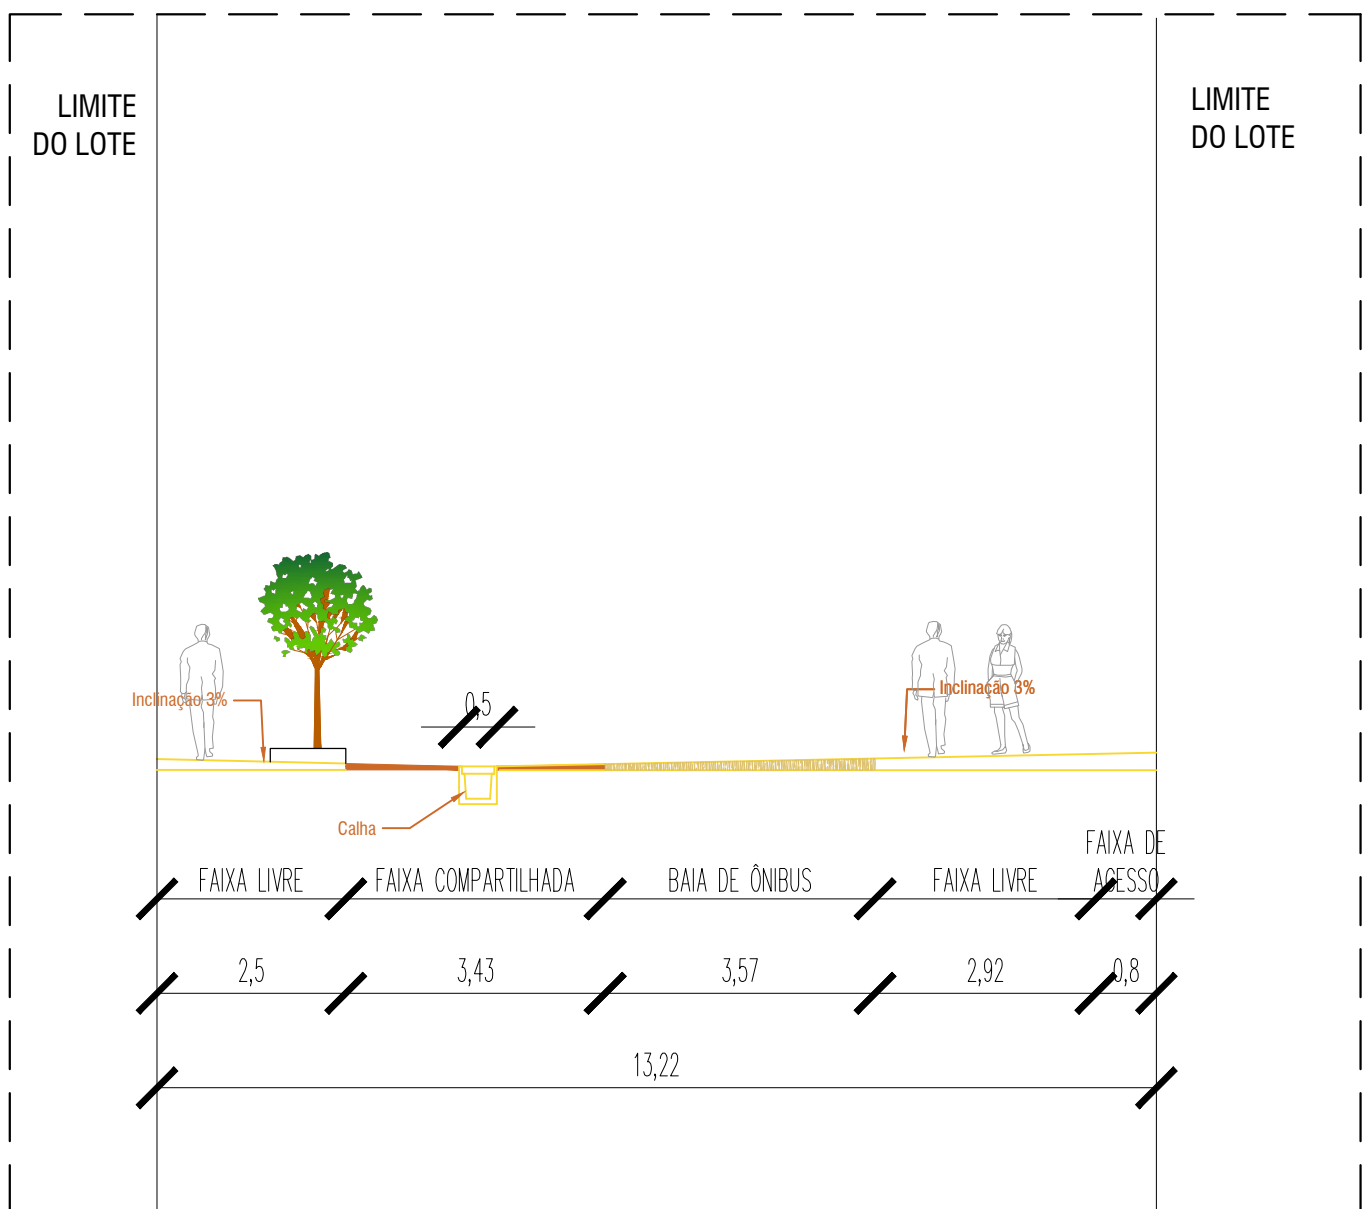 LIMITE
DO LOTE
LIMITE
DO LOTE
Inclinação 3%
0,5
Inclinação 3%
Calha
FAIXA LIVRE
FAIXA COMPARTILHADA
BAIA DE ÔNIBUS
FAIXA LIVRE
FAIXA DE
ACESSO
2,5
3,43
3,57
2,92
0,8
13,22